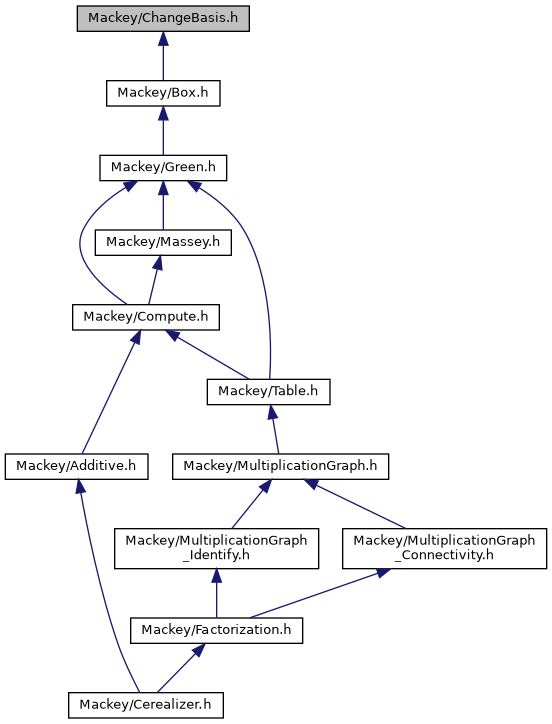 Mackey/ChangeBasis.h
Mackey/Box.h
Mackey/Green.h
Mackey/Massey.h
Mackey/Compute.h
Mackey/Table.h
Mackey/Additive.h
Mackey/MultiplicationGraph.h
Mackey/MultiplicationGraph
_Identify.h
Mackey/MultiplicationGraph
_Connectivity.h
Mackey/Factorization.h
Mackey/Cerealizer.h